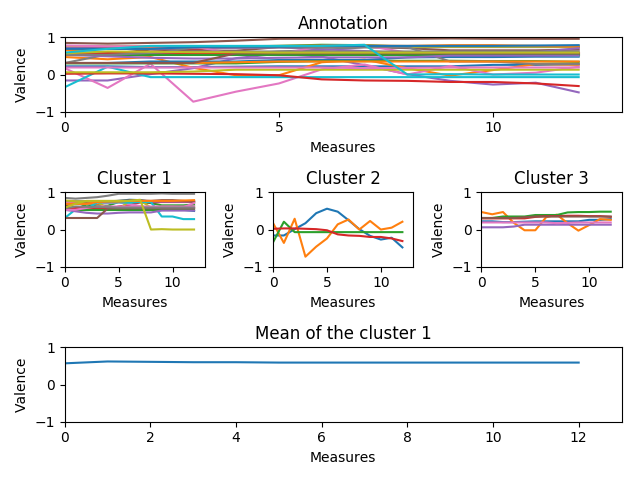 Annotation
Valence
1
0
−1
0 5 10
Measures
Cluster 1 Cluster 2 Cluster 3
Valence Valence Valence
1 1 1
0 0 0
−1 −1 −1
0 5 10 0 5 10 0 5 10
Measures Measures Measures
Mean of the cluster 1
Valence
1
0
−1
0 2 4 6 8 10 12
Measures